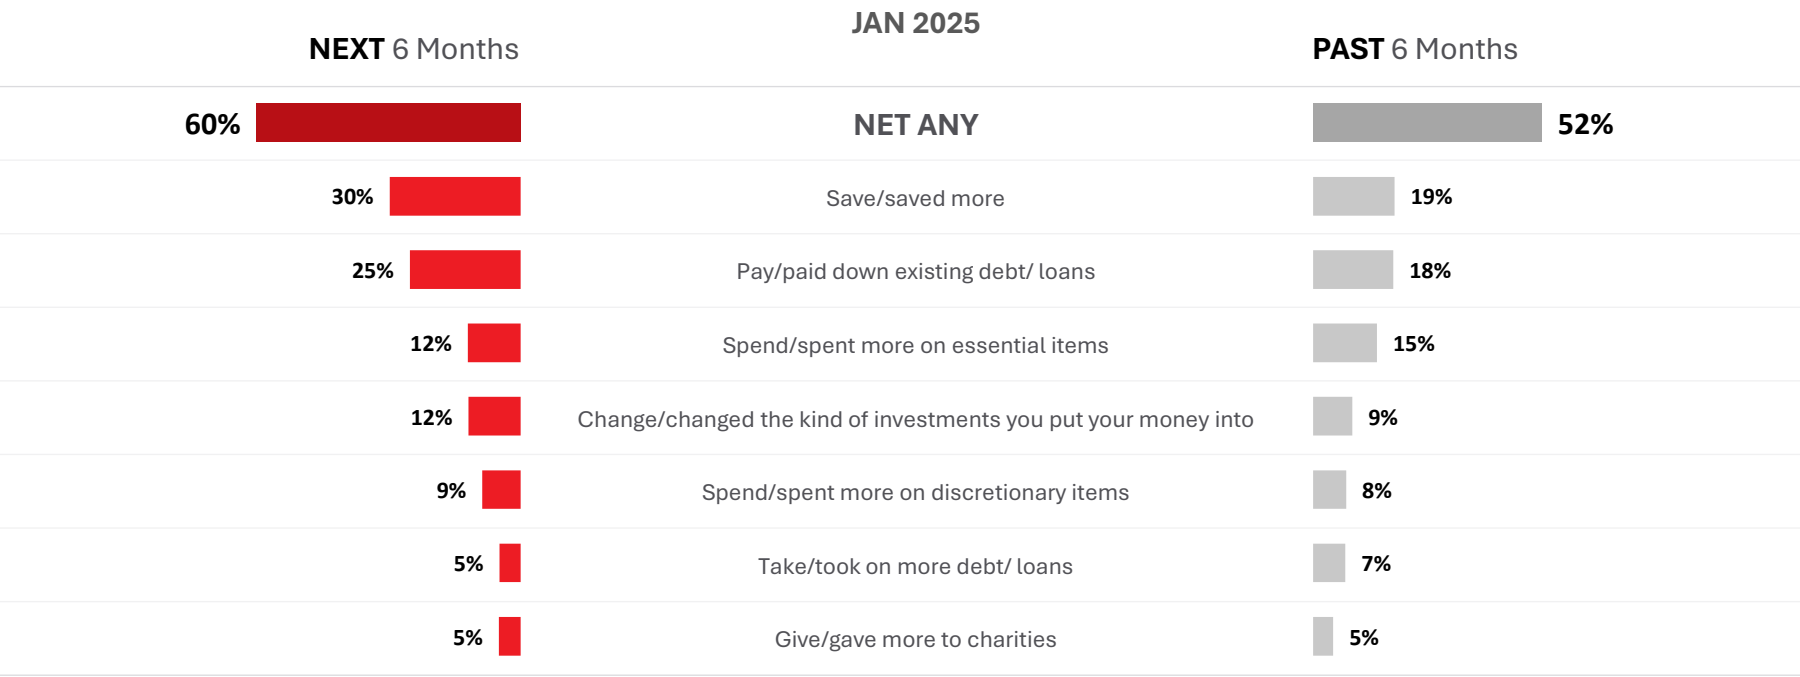 JAN 2025
NEXT 6 Months
PAST 6 Months
60% NET ANY 52%
30% Save/saved more 19%
25% Pay/paid down existing debt/ loans 18%
12% Spend/spent more on essential items 15%
12% Change/changed the kind of investments you put your money into 9%
9% Spend/spent more on discretionary items 8%
5% Take/took on more debt/ loans 7%
5% Give/gave more to charities 5%